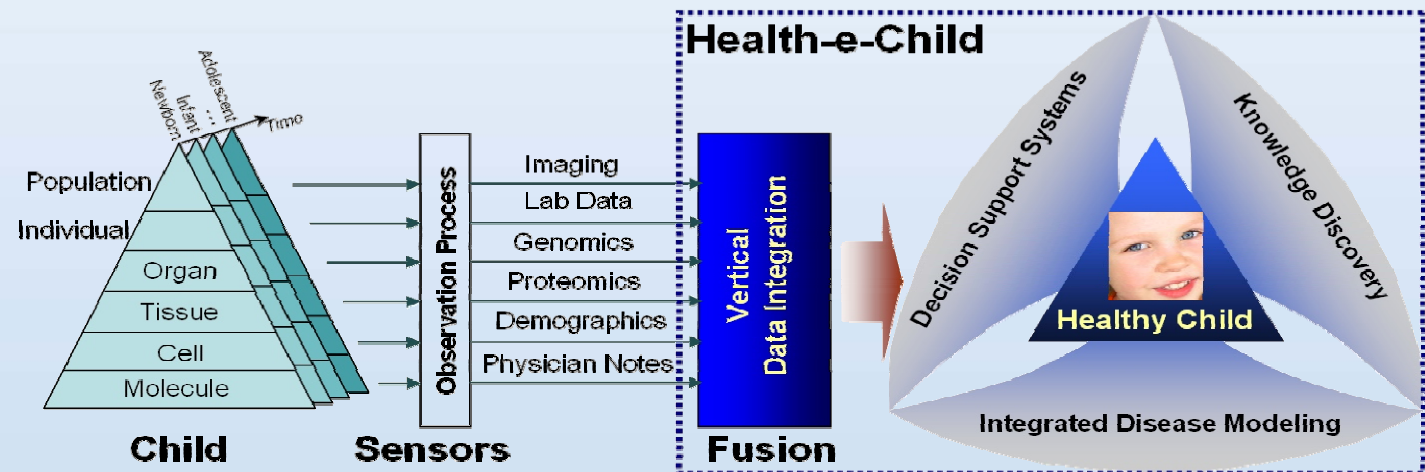 Health-e-Child
Newborn
Infant
...
Adolescent
Time
Population
Individual
Organ
Tissue
Cell
Molecule
Child
Observation Process
Sensors
Imaging
Lab Data
Genomics
Proteomics
Demographics
Physician Notes
Vertical
Data Integration
Fusion
Decision Support Systems
Knowledge Discovery
Healthy Child
Integrated Disease Modeling